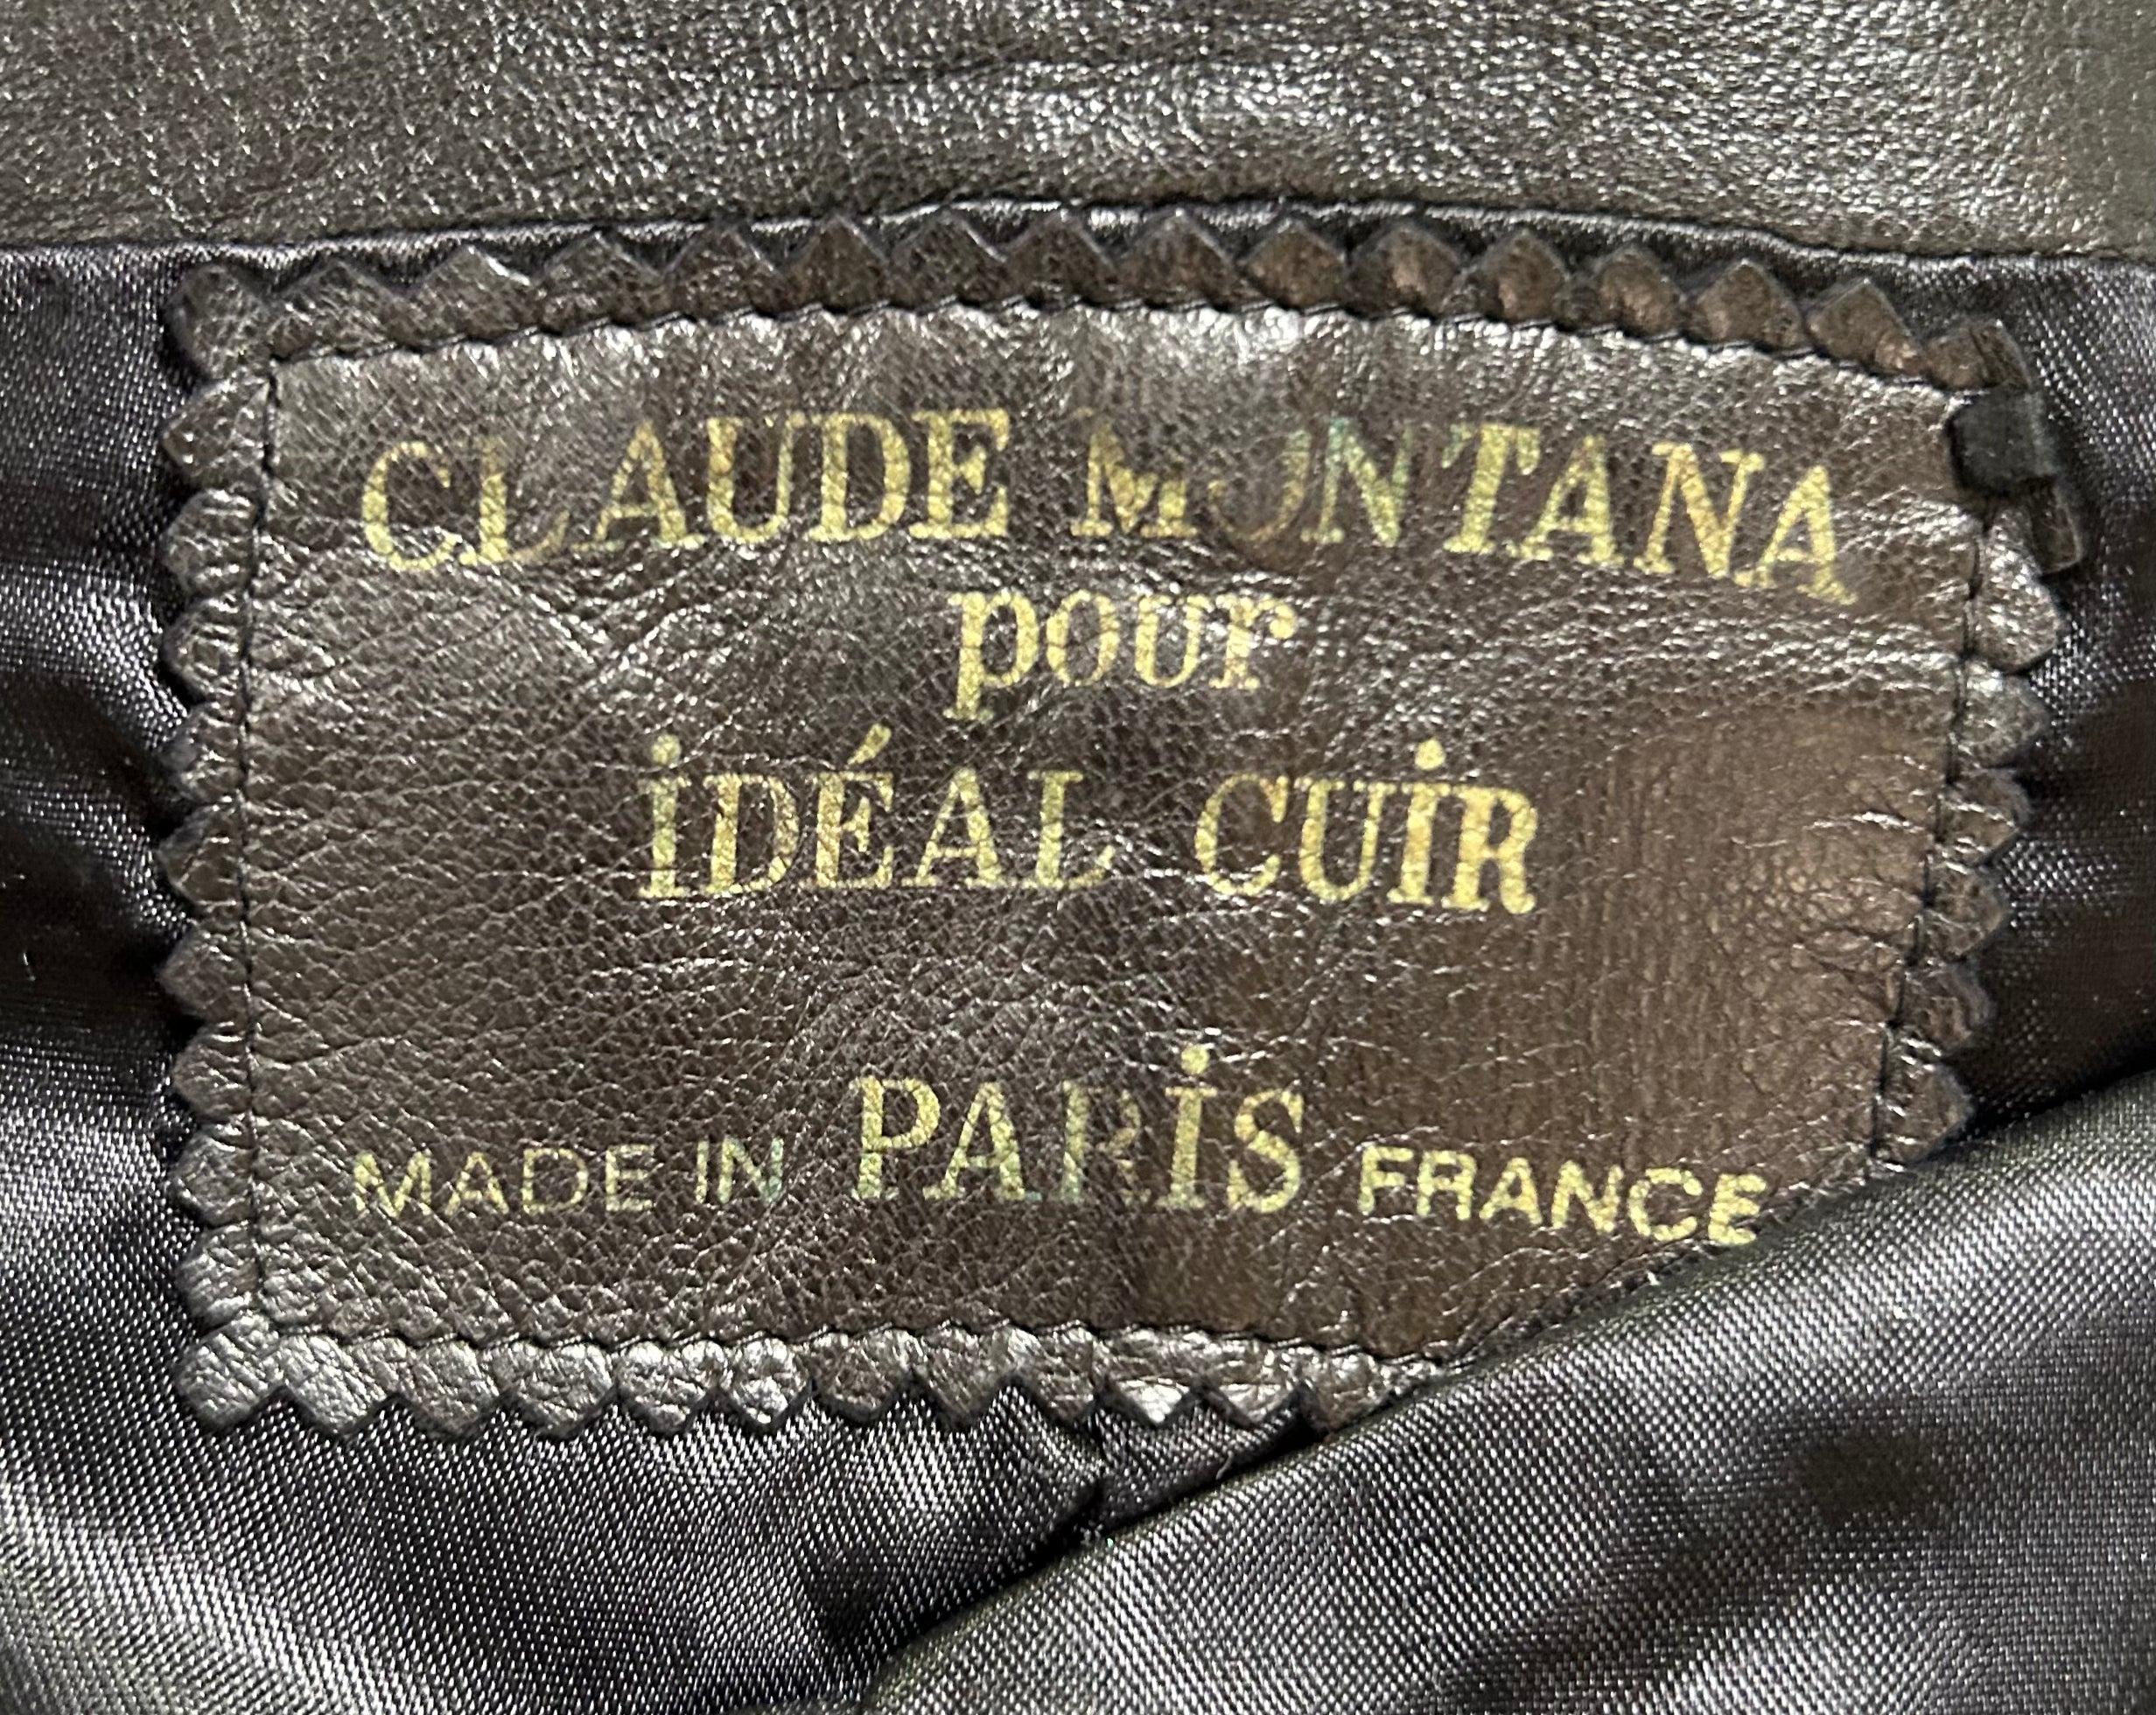 CLAUDE MONTANA
pour
iDÉAL CUiR
MADE IN PARiS FRANCE